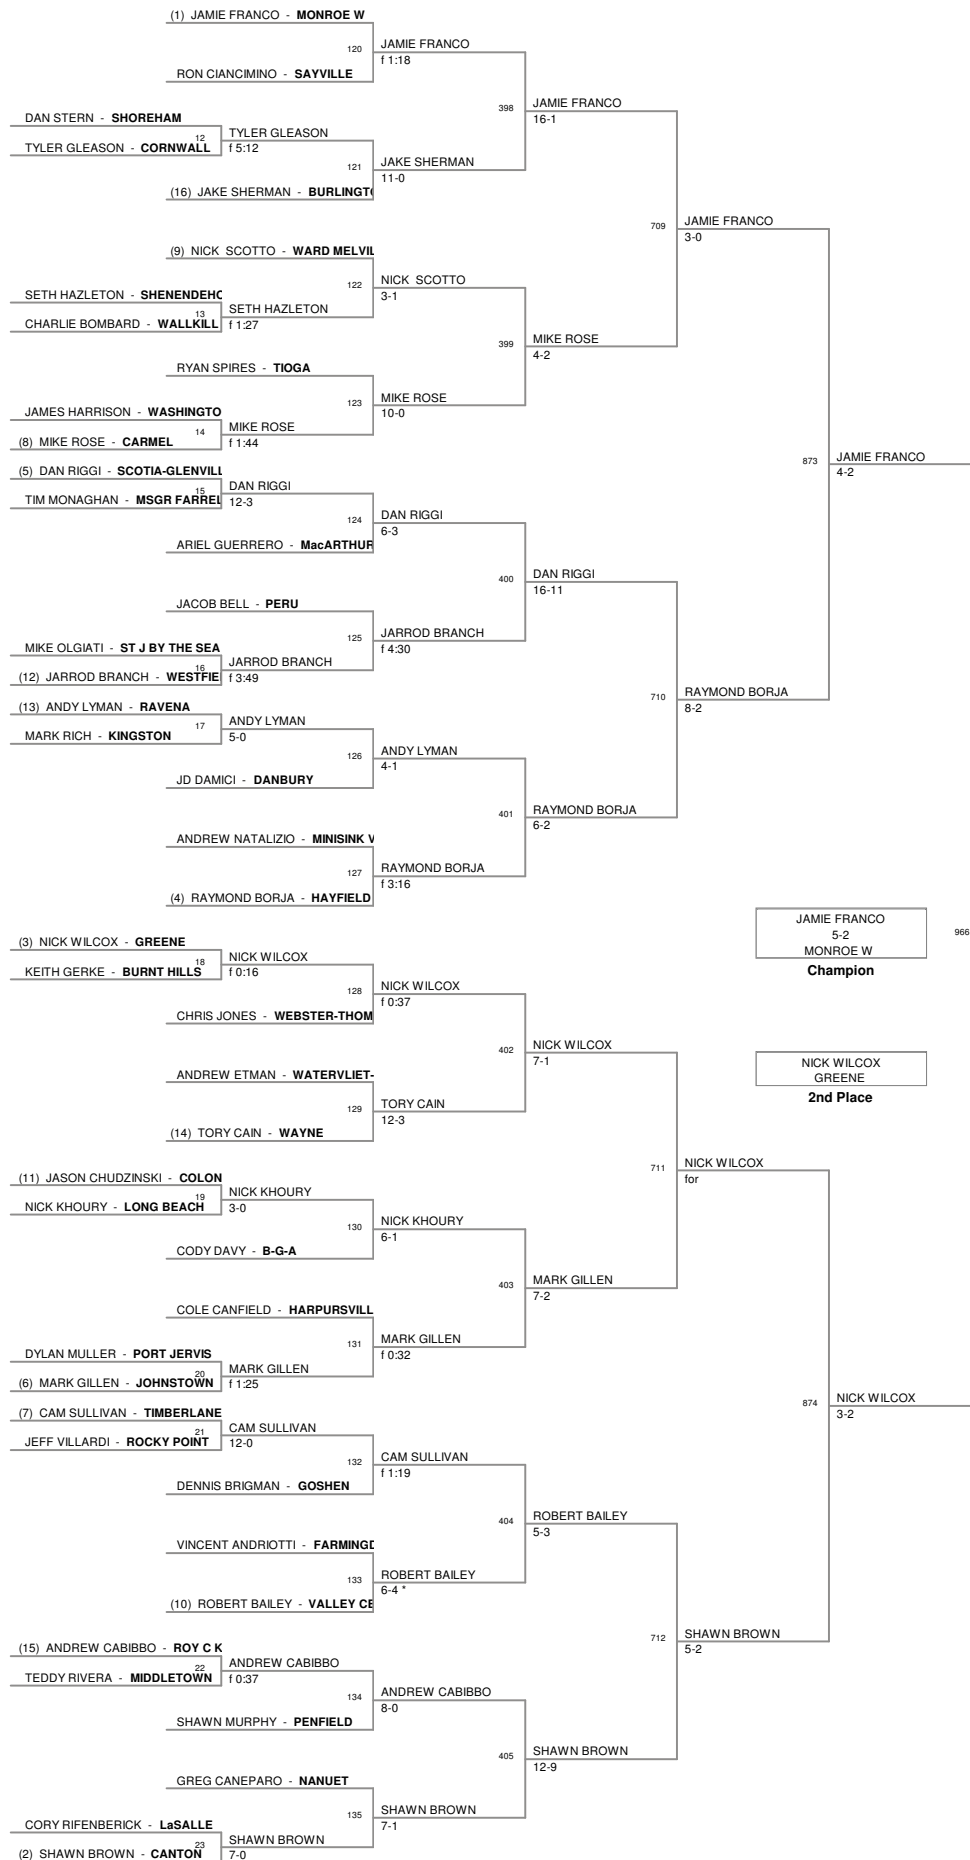 (1) JAMIE FRANCO - MONROE W
120 JAMIE FRANCO
f 1:18
RON CIANCIMINO - SAYVILLE
398 JAMIE FRANCO
16-1
DAN STERN - SHOREHAM
12 TYLER GLEASON
TYLER GLEASON - CORNWALL f 5:12
121 JAKE SHERMAN
11-0
(16) JAKE SHERMAN - BURLINGTO
709 JAMIE FRANCO
3-0
(9) NICK SCOTTO - WARD MELVIL
122 NICK SCOTTO
3-1
SETH HAZLETON - SHENENDEHO
13 SETH HAZLETON
CHARLIE BOMBARD - WALLKILL f 1:27
399 MIKE ROSE
4-2
RYAN SPIRES - TIOGA
123 MIKE ROSE
10-0
JAMES HARRISON - WASHINGTO
14 MIKE ROSE
(8) MIKE ROSE - CARMEL f 1:44
873 JAMIE FRANCO
4-2
(5) DAN RIGGI - SCOTIA-GLENVILL
15 DAN RIGGI
TIM MONAGHAN - MSGR FARREL 12-3
124 DAN RIGGI
6-3
ARIEL GUERRERO - MacARTHUR
400 DAN RIGGI
16-11
JACOB BELL - PERU
125 JARROD BRANCH
f 4:30
MIKE OLGIATI - ST J BY THE SEA
16 JARROD BRANCH
(12) JARROD BRANCH - WESTFIE f 3:49
710 RAYMOND BORJA
8-2
(13) ANDY LYMAN - RAVENA
17 ANDY LYMAN
MARK RICH - KINGSTON 5-0
126 ANDY LYMAN
4-1
JD DAMICI - DANBURY
401 RAYMOND BORJA
6-2
ANDREW NATALIZIO - MINISINK V
127 RAYMOND BORJA
f 3:16
(4) RAYMOND BORJA - HAYFIELD
JAMIE FRANCO
5-2 966
MONROE W
Champion
(3) NICK WILCOX - GREENE
18 NICK WILCOX
KEITH GERKE - BURNT HILLS f 0:16
128 NICK WILCOX
f 0:37
CHRIS JONES - WEBSTER-THOM
402 NICK WILCOX
7-1
NICK WILCOX
GREENE
2nd Place
ANDREW ETMAN - WATERVLIET-
129 TORY CAIN
12-3
(14) TORY CAIN - WAYNE
711 NICK WILCOX
for
(11) JASON CHUDZINSKI - COLON
19 NICK KHOURY
NICK KHOURY - LONG BEACH 3-0
130 NICK KHOURY
6-1
CODY DAVY - B-G-A
403 MARK GILLEN
7-2
COLE CANFIELD - HARPURSVILL
131 MARK GILLEN
f 0:32
DYLAN MULLER - PORT JERVIS
20 MARK GILLEN
(6) MARK GILLEN - JOHNSTOWN f 1:25
874 NICK WILCOX
3-2
(7) CAM SULLIVAN - TIMBERLANE
21 CAM SULLIVAN
JEFF VILLARDI - ROCKY POINT 12-0
132 CAM SULLIVAN
f 1:19
DENNIS BRIGMAN - GOSHEN
404 ROBERT BAILEY
5-3
VINCENT ANDRIOTTI - FARMINGD
133 ROBERT BAILEY
6-4 *
(10) ROBERT BAILEY - VALLEY CE
712 SHAWN BROWN
5-2
(15) ANDREW CABIBBO - ROY C K
22 ANDREW CABIBBO
TEDDY RIVERA - MIDDLETOWN f 0:37
134 ANDREW CABIBBO
8-0
SHAWN MURPHY - PENFIELD
405 SHAWN BROWN
12-9
GREG CANEPARO - NANUET
135 SHAWN BROWN
7-1
CORY RIFENBERICK - LaSALLE
23 SHAWN BROWN
(2) SHAWN BROWN - CANTON 7-0